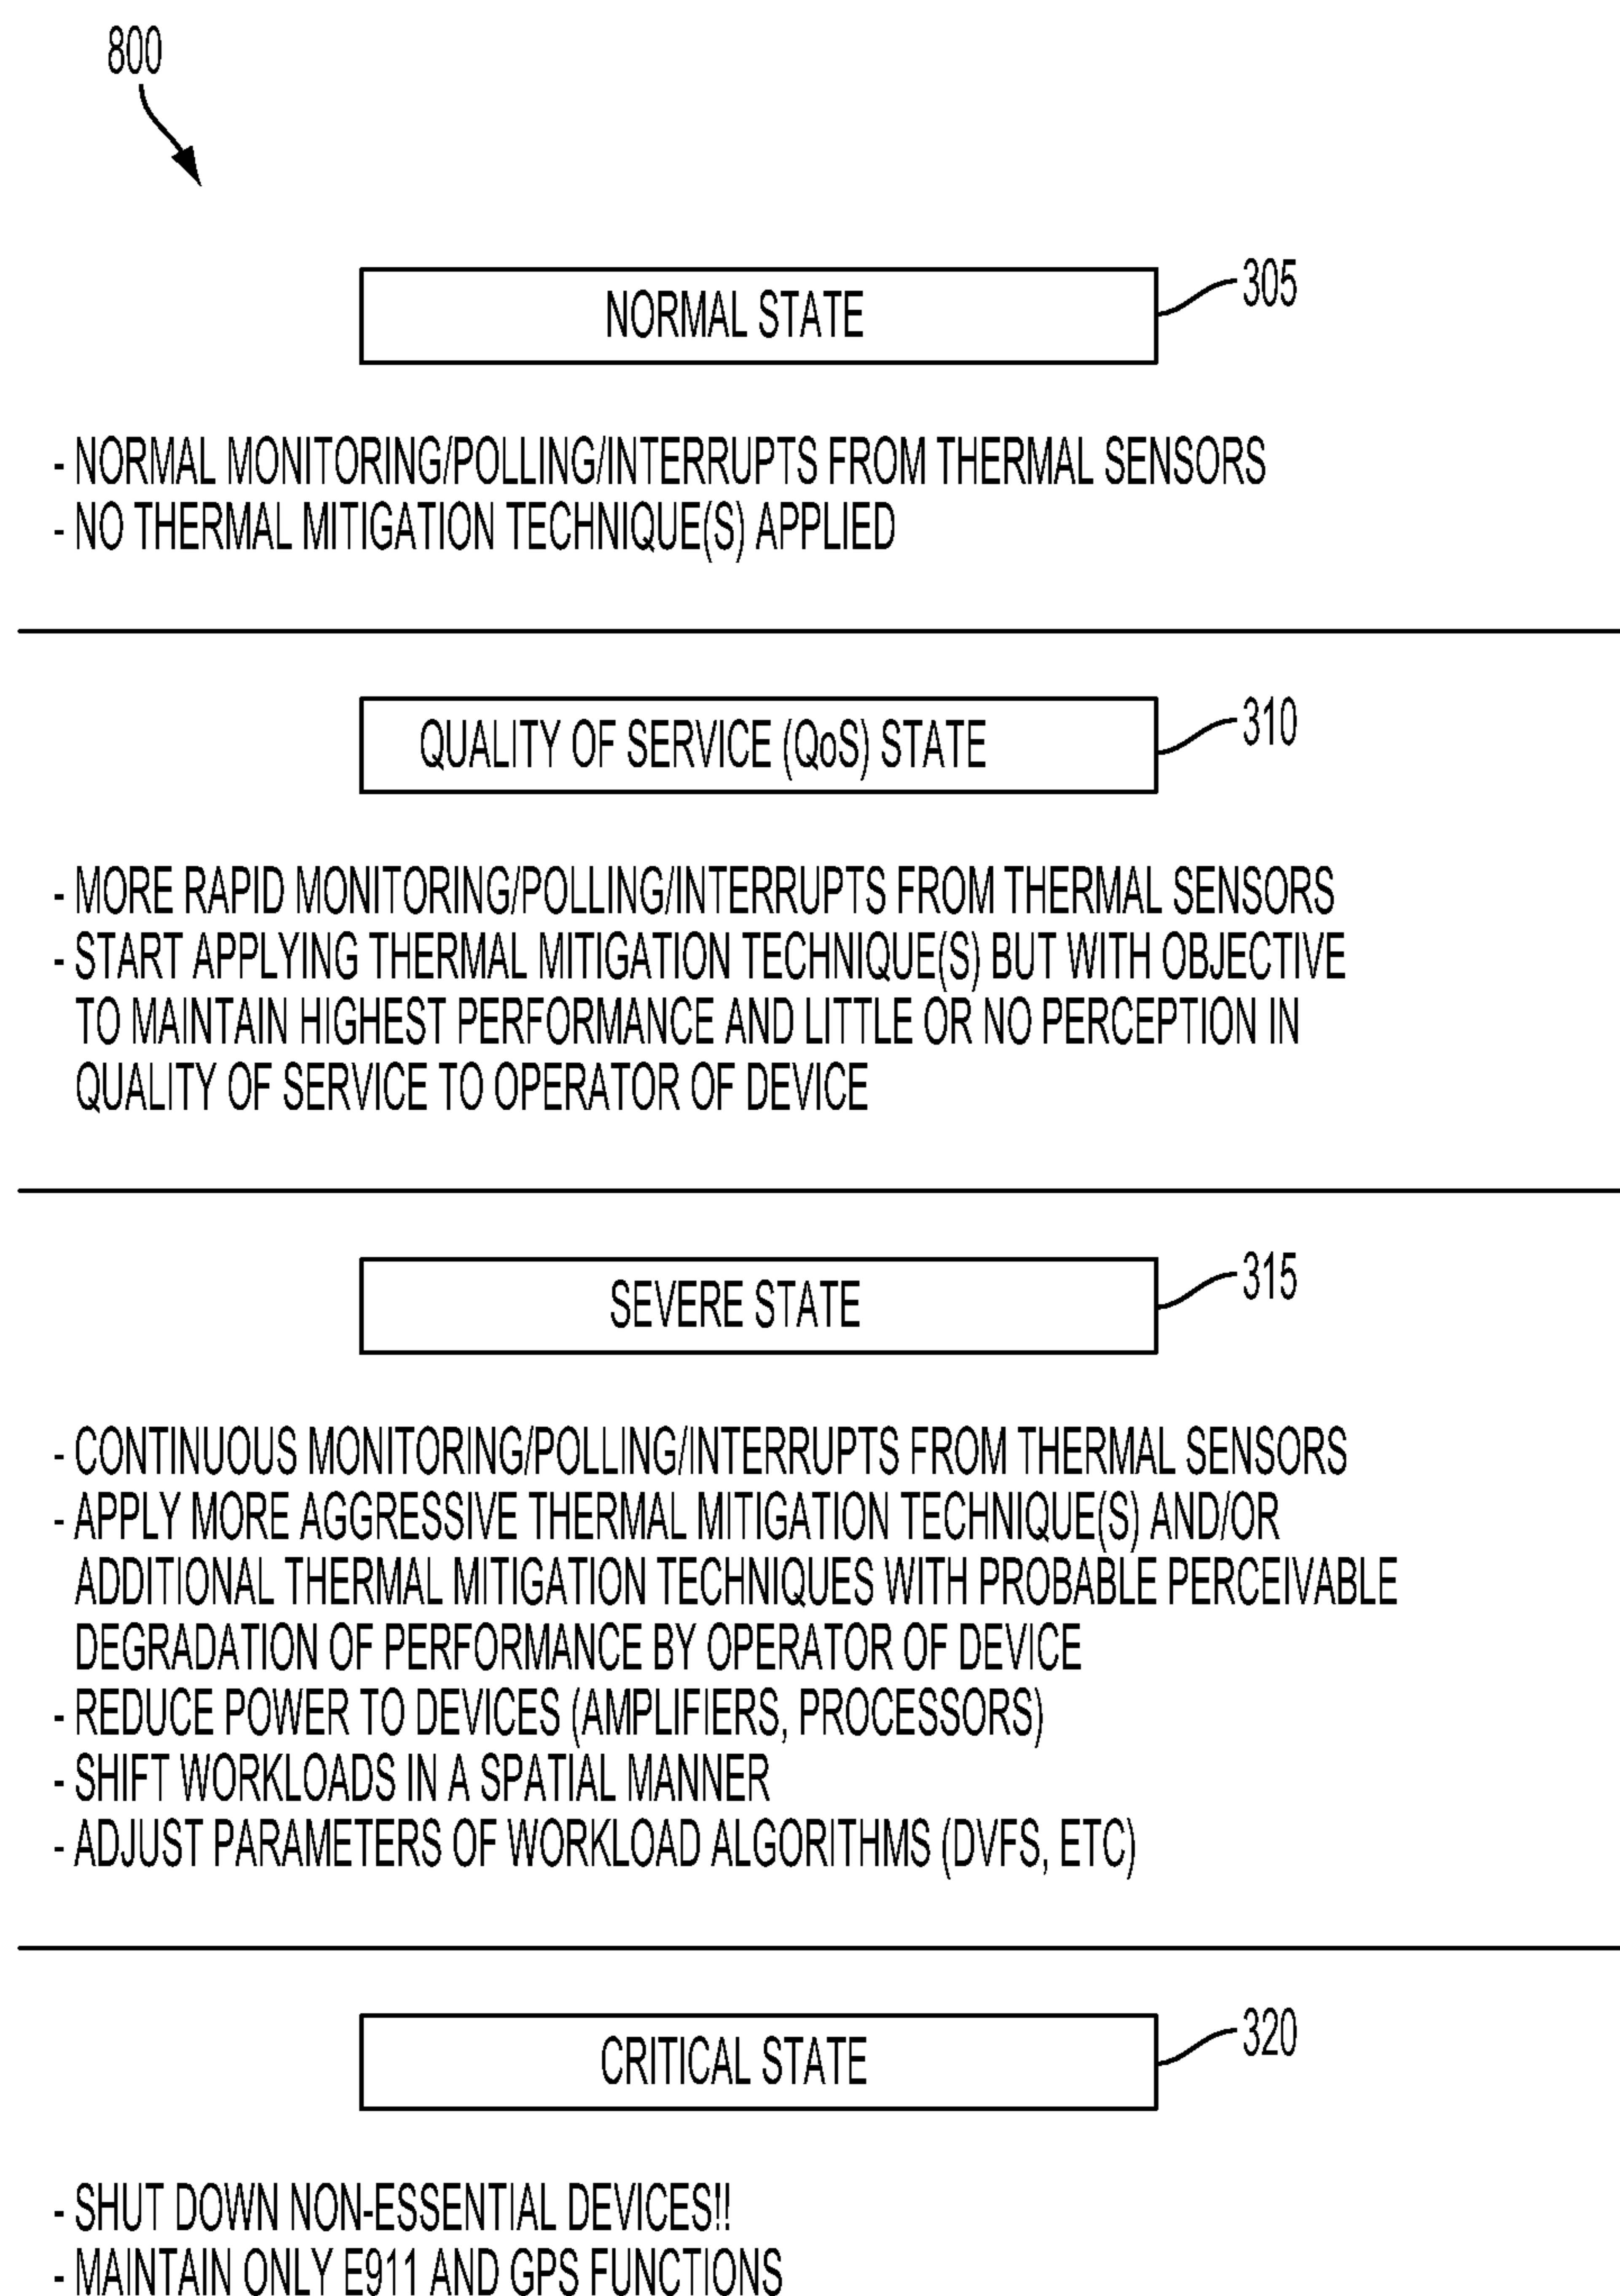 800
NORMAL STATE
305
- NORMAL MONITORING/POLLING/INTERRUPTS FROM THERMAL SENSORS
- NO THERMAL MITIGATION TECHNIQUE(S) APPLIED
QUALITY OF SERVICE (QoS) STATE
310
- MORE RAPID MONITORING/POLLING/INTERRUPTS FROM THERMAL SENSORS
- START APPLYING THERMAL MITIGATION TECHNIQUE(S) BUT WITH OBJECTIVE
TO MAINTAIN HIGHEST PERFORMANCE AND LITTLE OR NO PERCEPTION IN
QUALITY OF SERVICE TO OPERATOR OF DEVICE
SEVERE STATE
315
- CONTINUOUS MONITORING/POLLING/INTERRUPTS FROM THERMAL SENSORS
- APPLY MORE AGGRESSIVE THERMAL MITIGATION TECHNIQUE(S) AND/OR
ADDITIONAL THERMAL MITIGATION TECHNIQUES WITH PROBABLE PERCEIVABLE
DEGRADATION OF PERFORMANCE BY OPERATOR OF DEVICE
- REDUCE POWER TO DEVICES (AMPLIFIERS, PROCESSORS)
- SHIFT WORKLOADS IN A SPATIAL MANNER
- ADJUST PARAMETERS OF WORKLOAD ALGORITHMS (DVFS, ETC)
CRITICAL STATE
320
- SHUT DOWN NON-ESSENTIAL DEVICES!!
- MAINTAIN ONLY E911 AND GPS FUNCTIONS